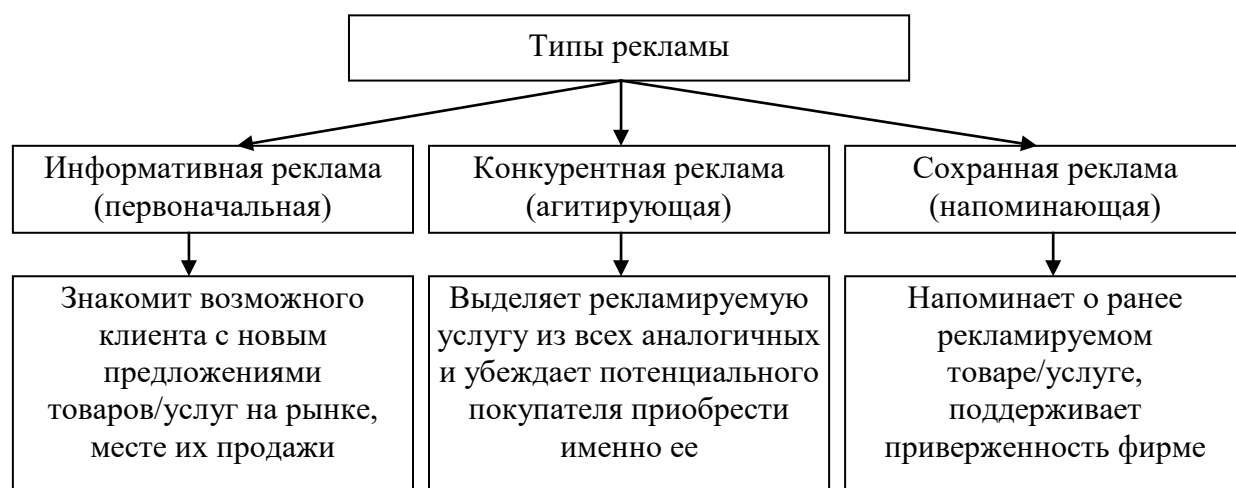 Типы рекламы
Информативная реклама
(первоначальная)
Конкурентная реклама
(агитирующая)
Сохранная реклама
(напоминающая)
Знакомит возможного
клиента с новым
предложениями
товаров/услуг на рынке,
месте их продажи
Выделяет рекламируемую
услугу из всех аналогичных
и убеждает потенциального
покупателя приобрести
именно ее
Напоминает о ранее
рекламируемом
товаре/услуге,
поддерживает
приверженность фирме